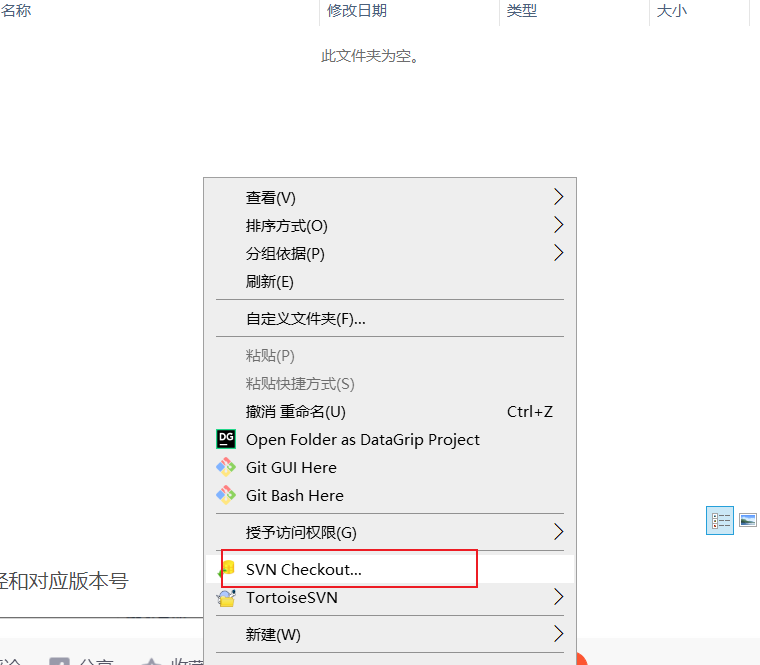 名称 修改日期 类型 大小
此文件夹为空。
查看(V)
排序方式(O)
分组依据(P)
刷新(E)
自定义文件夹(F)...
粘贴(P)
粘贴快捷方式(S)
撤消 重命名(U) Ctrl+Z
DG Open Folder as DataGrip Project
Git GUI Here
Git Bash Here
授予访问权限(G)
SVN Checkout...
径和对应版本号
TortoiseSVN
新建(W)
分享